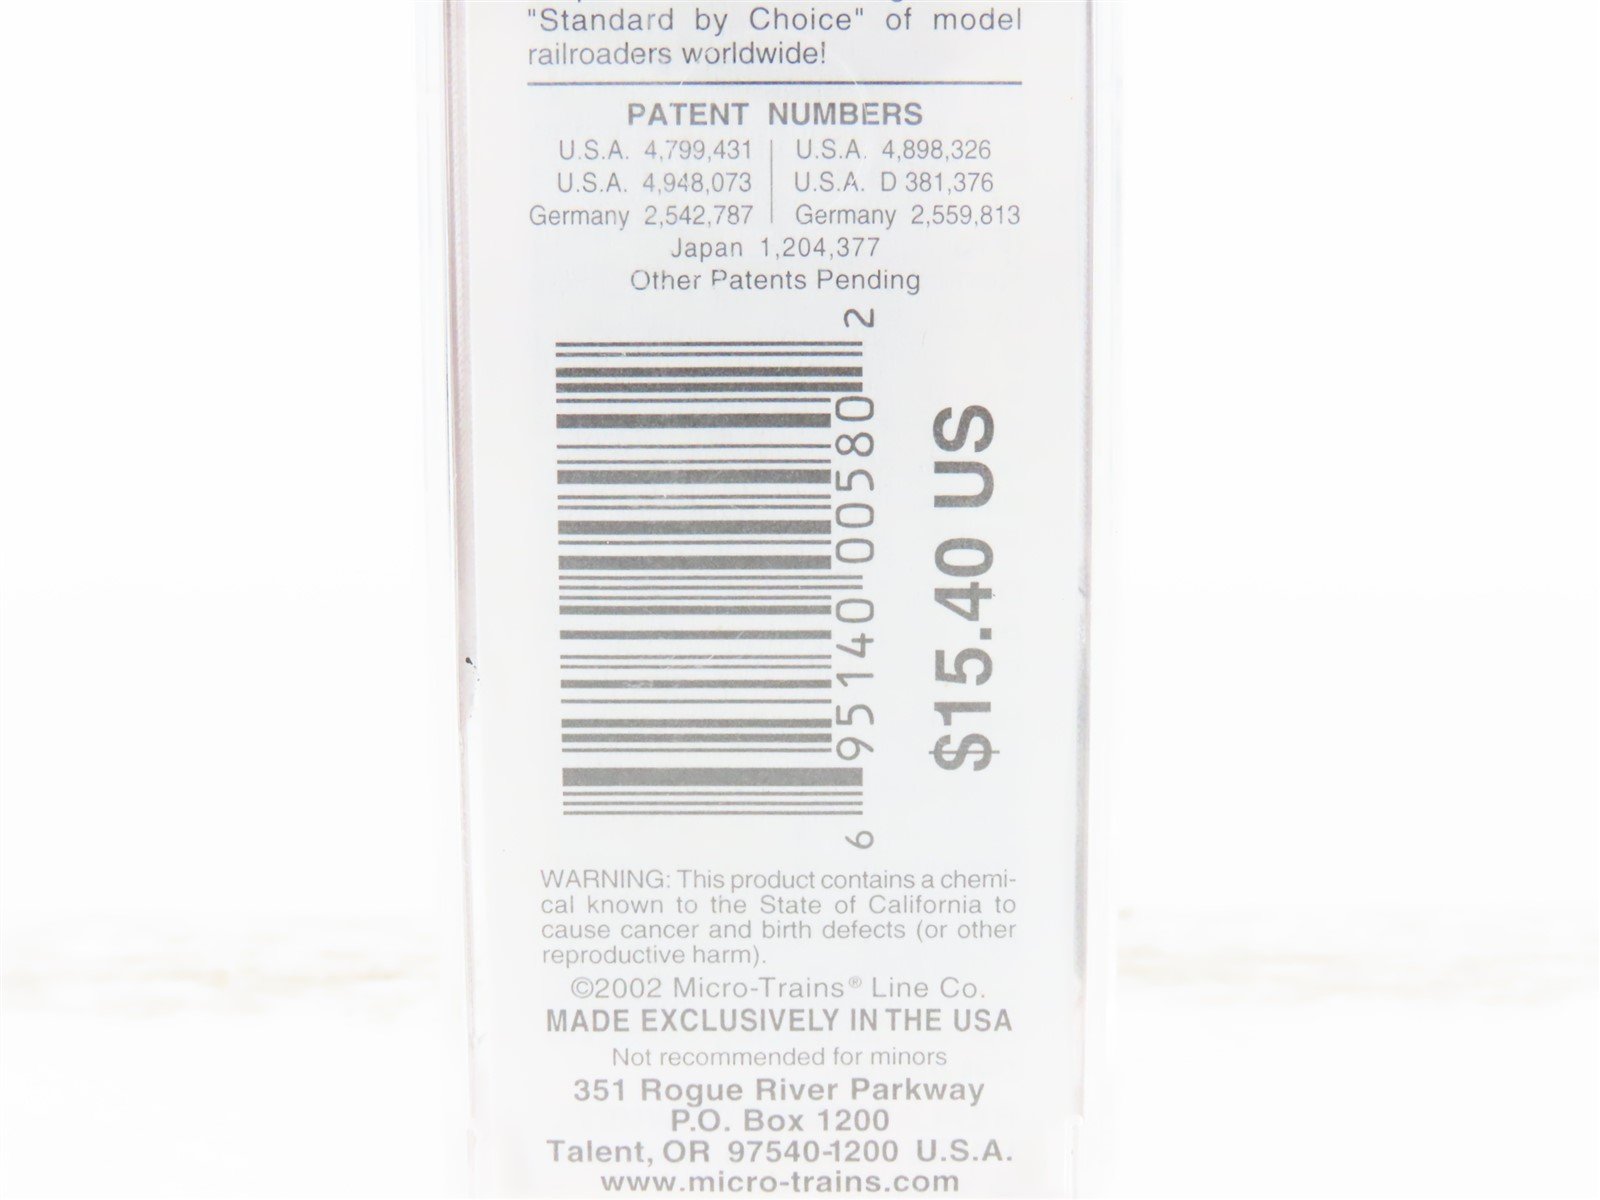 "Standard by Choice" of model
railroaders worldwide!
PATENT NUMBERS
U.S.A. 4,799,431 U.S.A. 4,898,326
U.S.A. 4,948,073 U.S.A. D 381,376
Germany 2,542,787 Germany 2,559,813
Japan 1,204,377
Other Patents Pending
6 95140 00580 2
$15.40 US
WARNING: This product contains a chemi-
cal known to the State of California to
cause cancer and birth defects (or other
reproductive harm).
©2002 Micro-Trains® Line Co.
MADE EXCLUSIVELY IN THE USA
Not recommended for minors
351 Rogue River Parkway
P.O. Box 1200
Talent, OR 97540-1200 U.S.A.
www.micro-trains.com